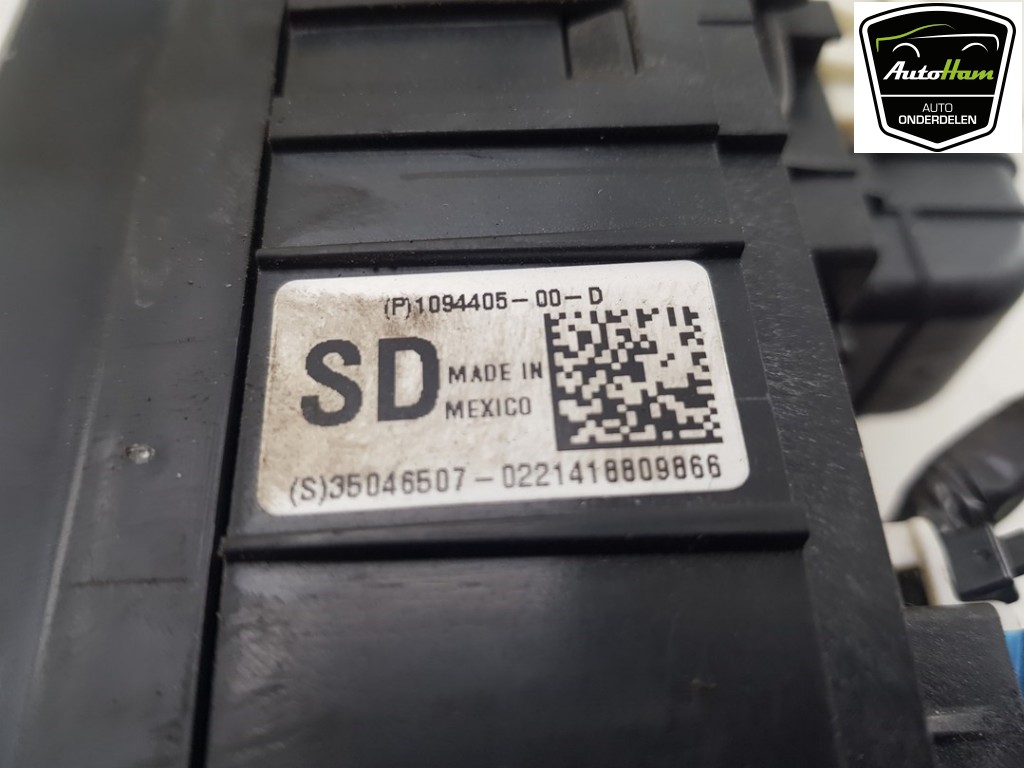 AutoHam
AUTO
ONDERDELEN
(P)1094405-00-D
SD
MADE IN
MEXICO
(S)35046507-0221418809866